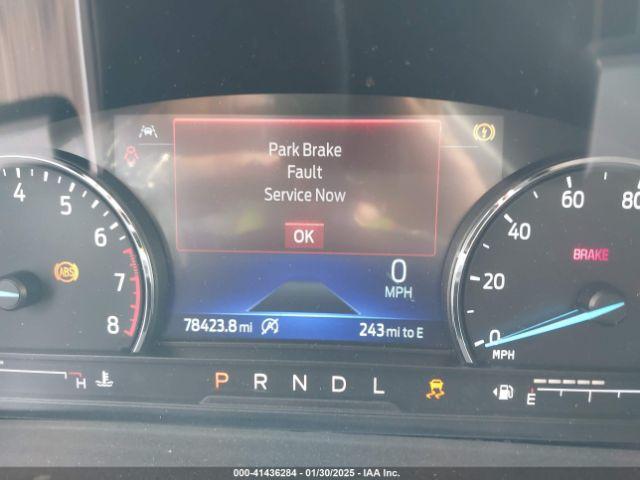 Park Brake
Fault
Service Now
OK
4
5
6
7
8
ABS
0
MPH
78423.8 mi
243 mi to E
0
20
40
60
80
BRAKE
MPH
H
P R N D L
E
000-41436284 - 01/30/2025 - IAA Inc.